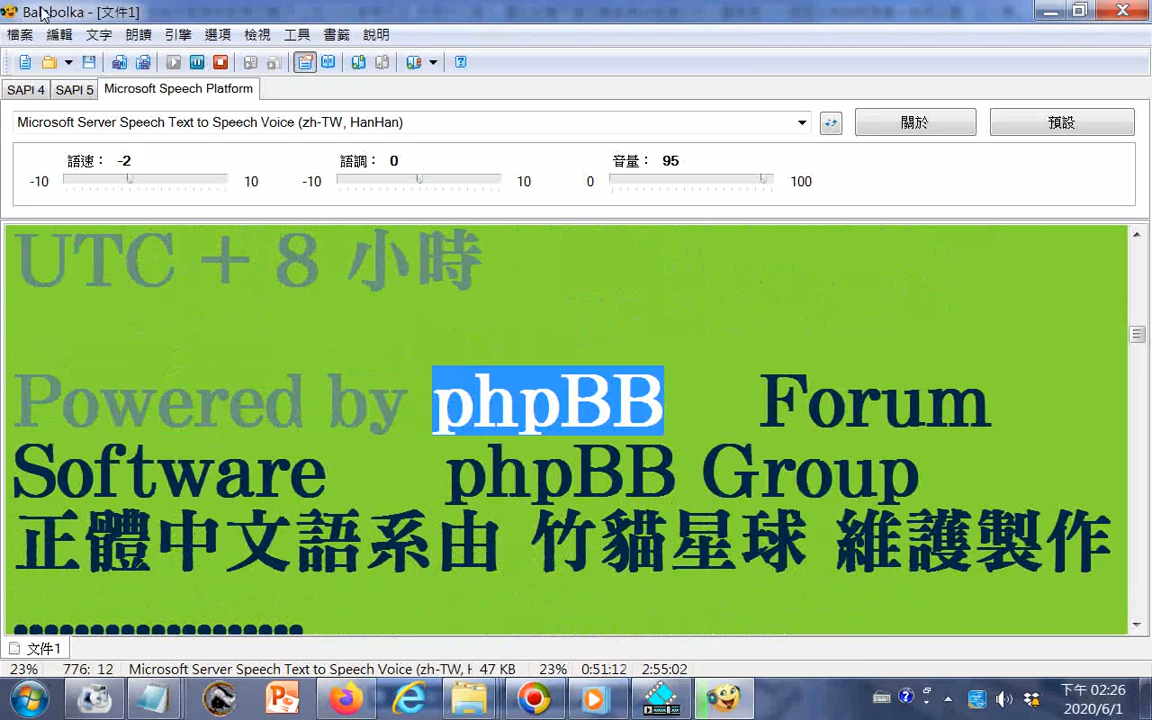 Balabolka - [文件1]
檔案 編輯 文字 朗讀 引擎 選項 檢視 工具 書籤 說明
SAPI 4 SAPI 5 Microsoft Speech Platform
Microsoft Server Speech Text to Speech Voice (zh-TW, HanHan) 關於 預設
語速： -2 語調： 0 音量： 95
-10 10 -10 10 0 100
UTC + 8 小時
Powered by phpBB Forum
Software phpBB Group
正體中文語系由 竹貓星球 維護製作
文件1
23% 776: 12 Microsoft Server Speech Text to Speech Voice (zh-TW, H 47 KB 23% 0:51:12 2:55:02
下午 02:26
2020/6/1